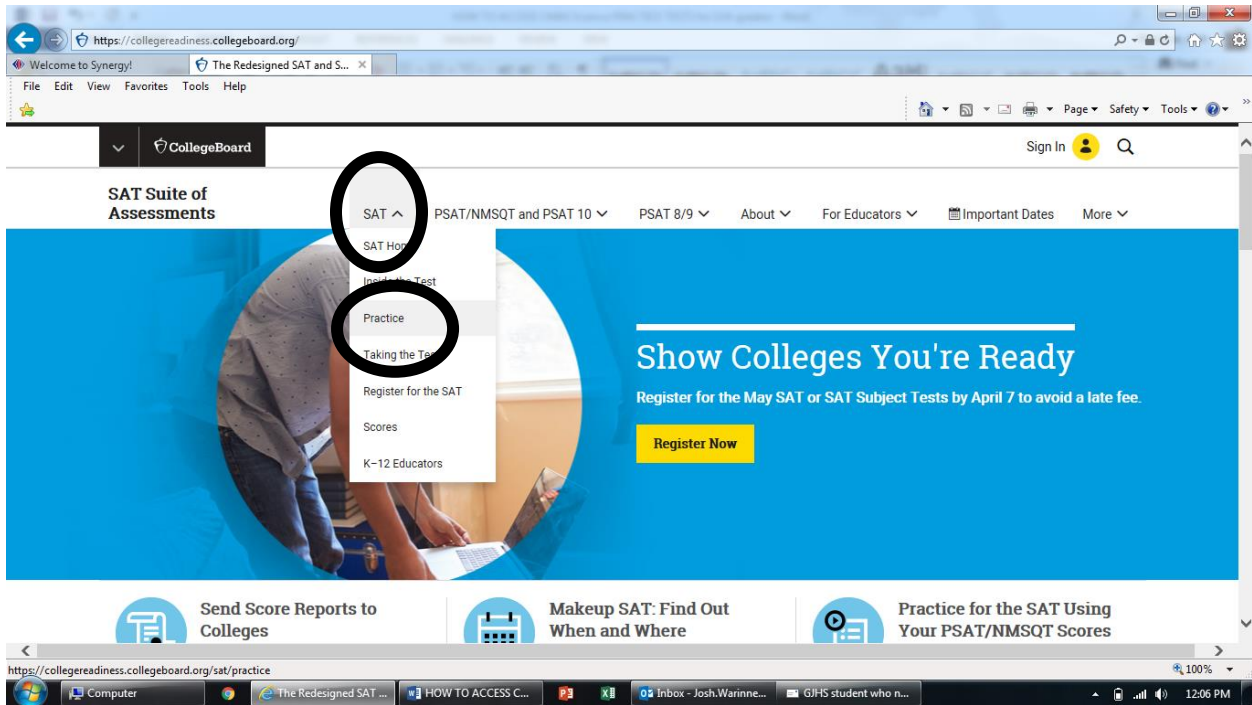 https://collegereadiness.collegeboard.org/
Welcome to Synergy!
The Redesigned SAT and S...
File Edit View Favorites Tools Help
Page Safety Tools
CollegeBoard
Sign In
SAT Suite of
Assessments
SAT PSAT/NMSQT and PSAT 10 PSAT 8/9 About For Educators Important Dates More
SAT
Inside the Test
Practice
Taking the
Register for the SAT
Scores
K–12 Educators
Show Colleges You're Ready
Register for the May SAT or SAT Subject Tests by April 7 to avoid a late fee.
Register Now
Send Score Reports to
Colleges
Makeup SAT: Find Out
When and Where
Practice for the SAT Using
Your PSAT/NMSQT Scores
https://collegereadiness.collegeboard.org/sat/practice
100%
Computer
The Redesigned SAT ...
HOW TO ACCESS C...
Inbox - Josh.Warinne...
GJHS student who n...
12:06 PM